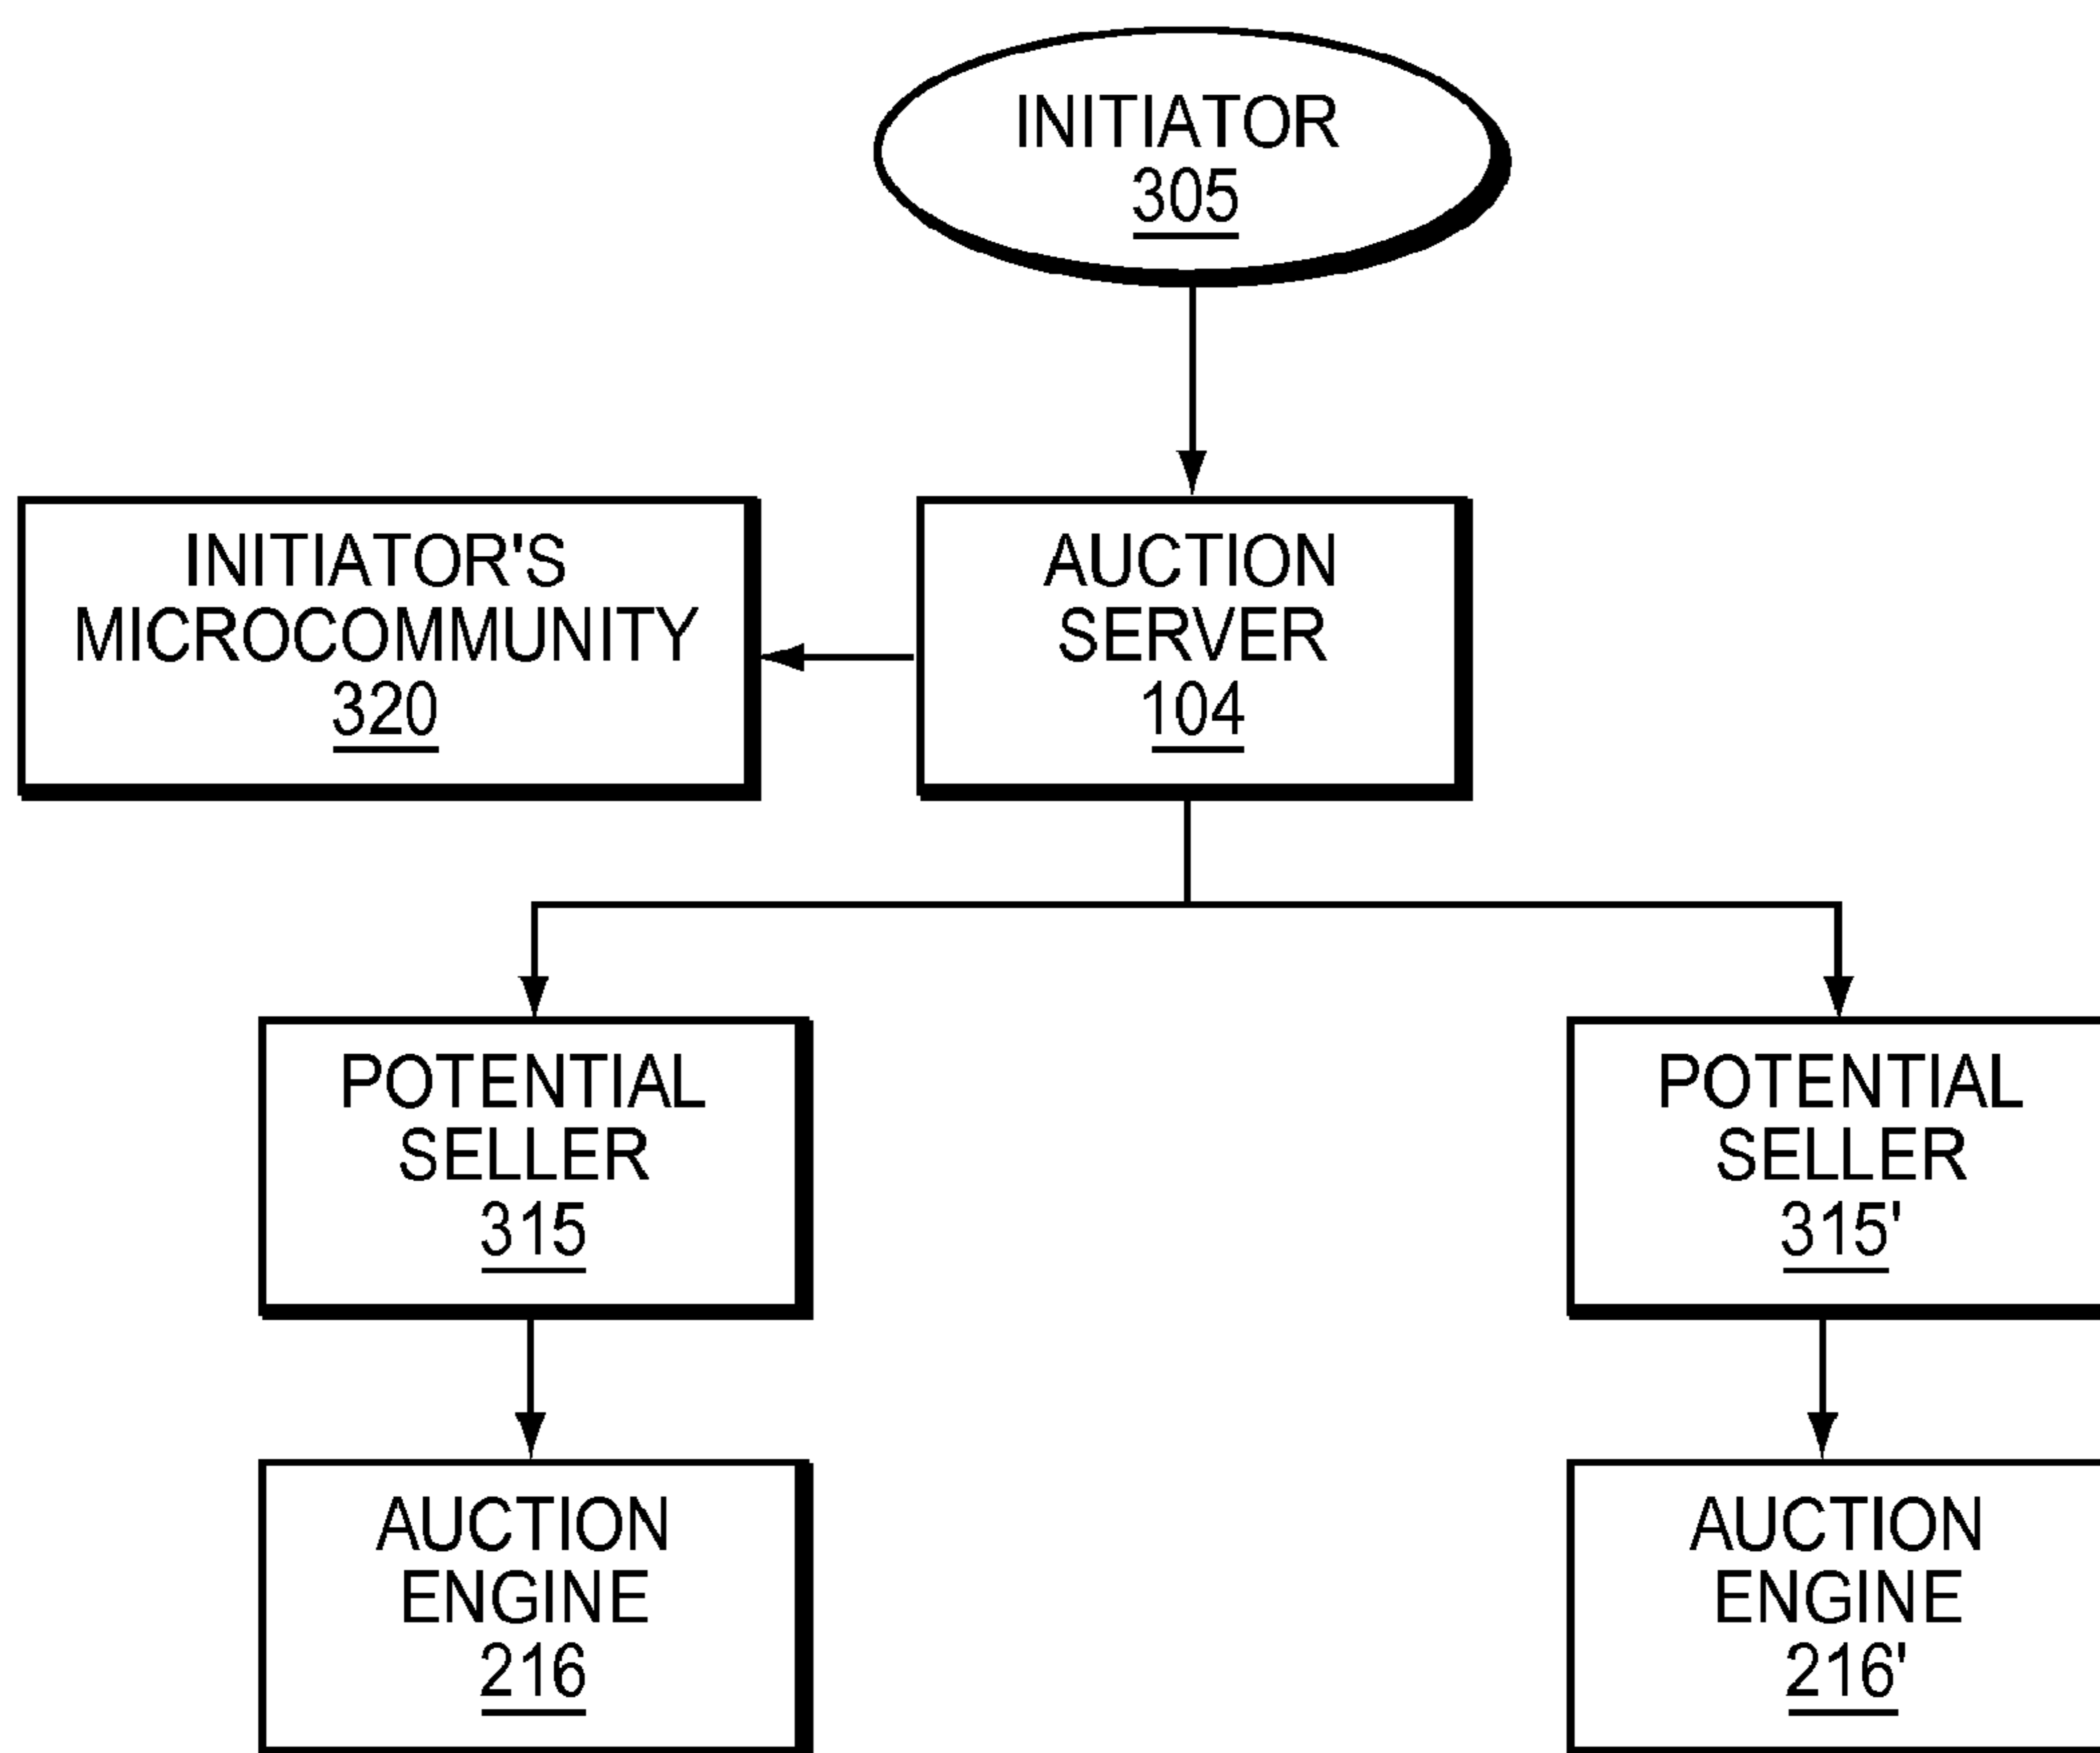 INITIATOR
305
INITIATOR'S
MICROCOMMUNITY
320
AUCTION
SERVER
104
POTENTIAL
SELLER
315
POTENTIAL
SELLER
315'
AUCTION
ENGINE
216
AUCTION
ENGINE
216'